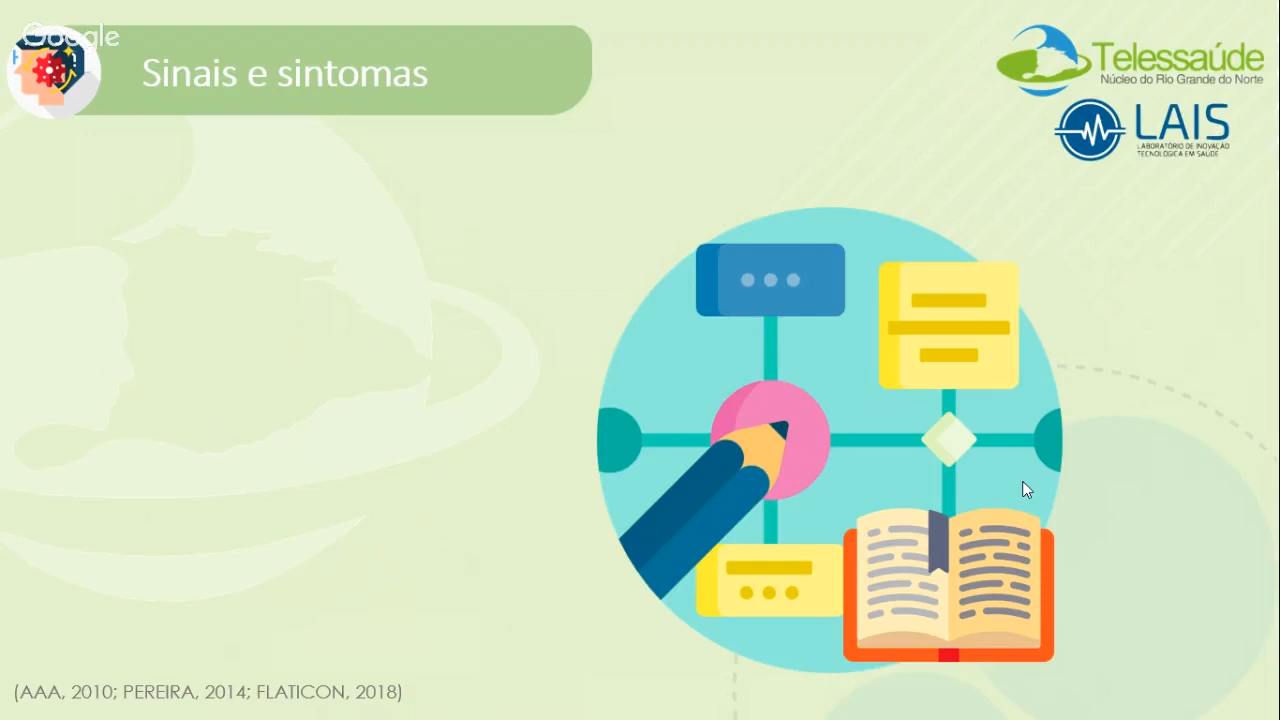 Google
Sinais e sintomas
Telessaúde
Núcleo do Rio Grande do Norte
LAIS
LABORATÓRIO DE INOVAÇÃO
TECNOLÓGICA EM SAÚDE
(AAA, 2010; PEREIRA, 2014; FLATICON, 2018)